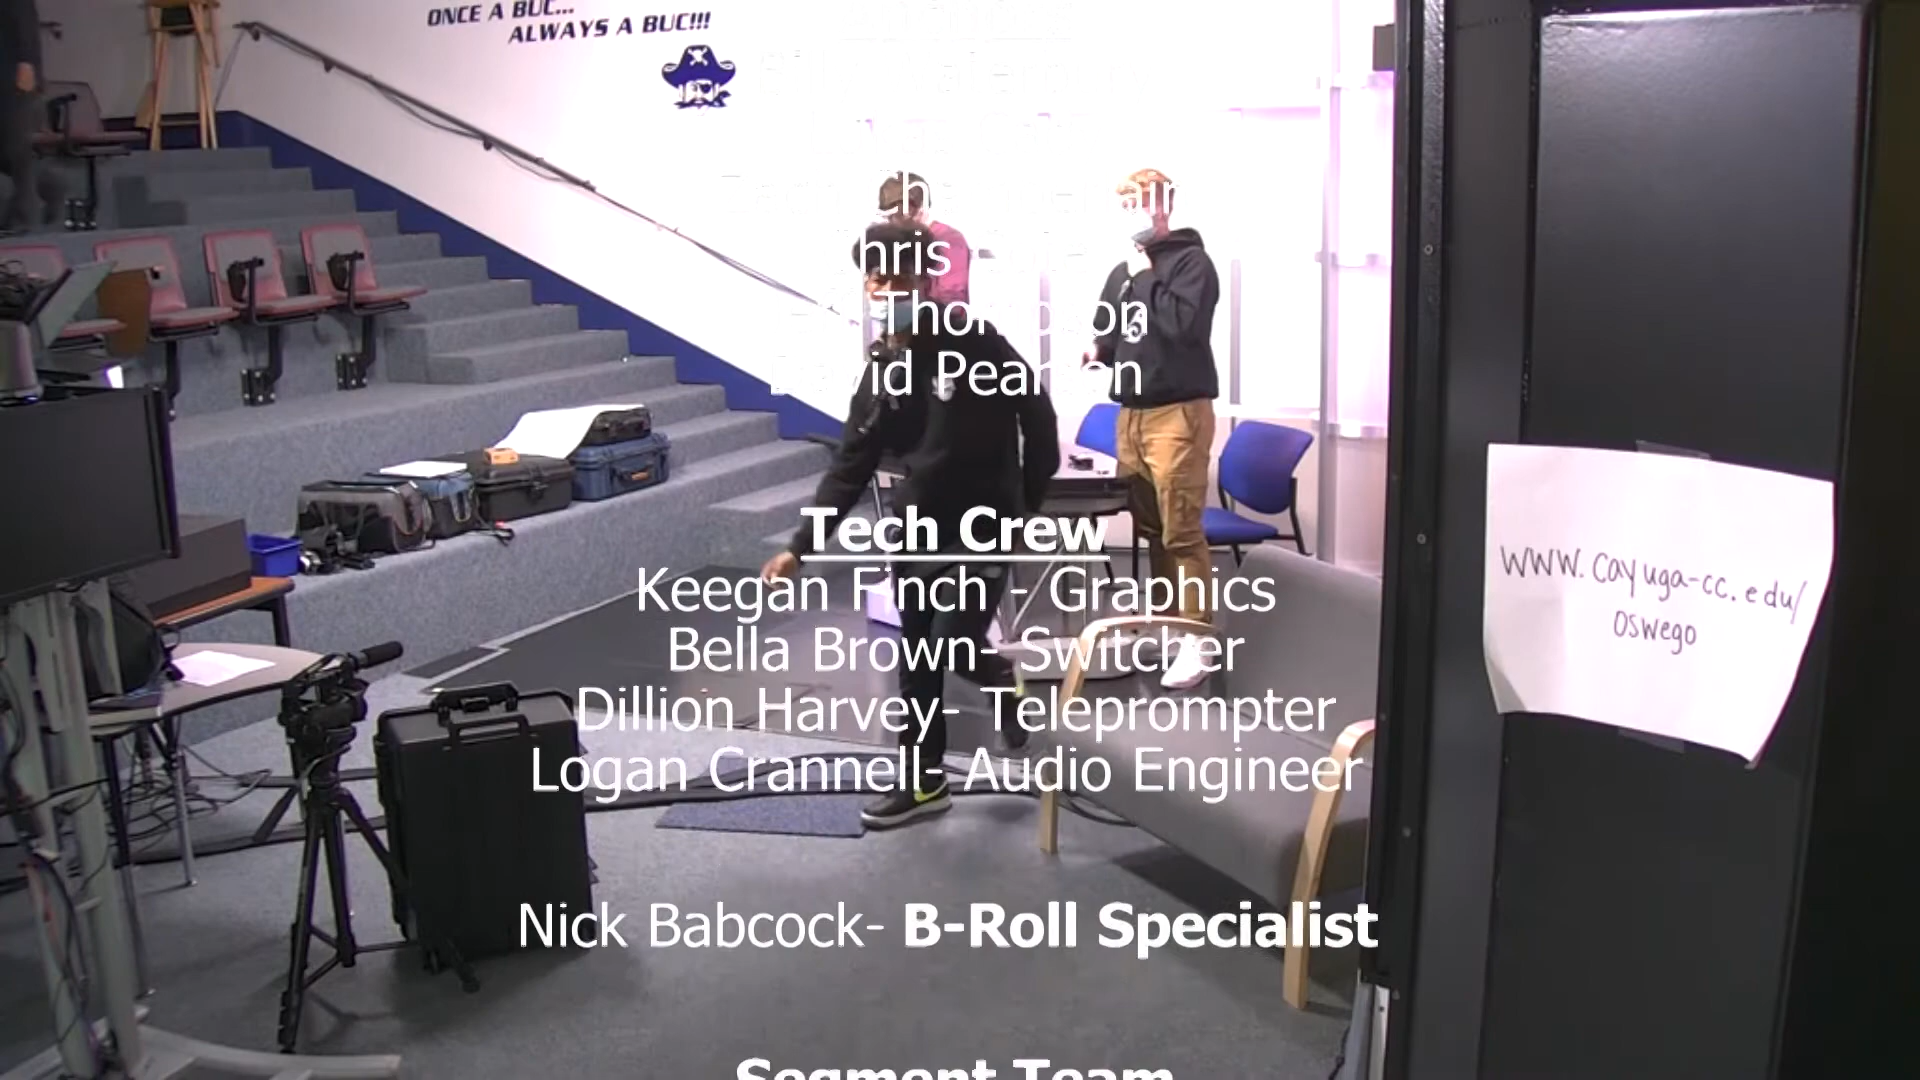 ONCE A BUC...
ALWAYS A BUC!!!
Thompson
David Pearson
Tech Crew
Keegan Finch - Graphics
Bella Brown- Switcher
Dillion Harvey- Teleprompter
Logan Crannell- Audio Engineer
Nick Babcock- B-Roll Specialist
Segment Team
www.cayuga-cc.edu/
oswego